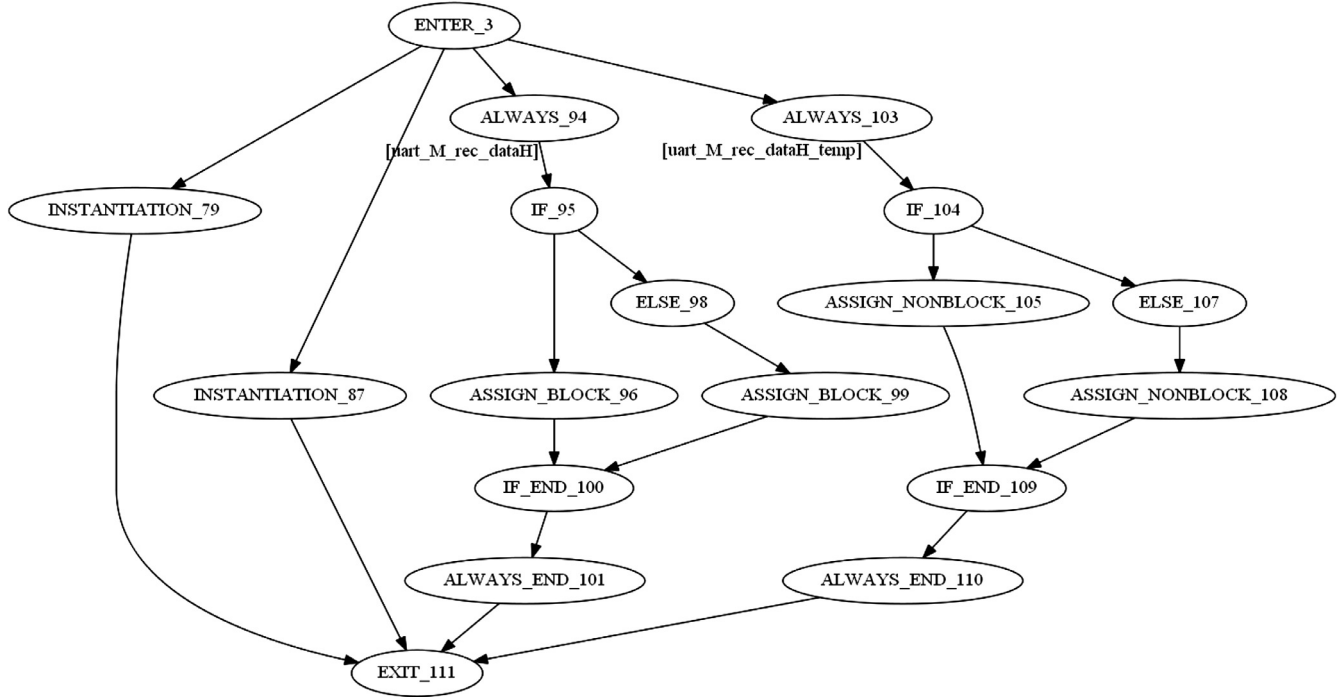 ENTER_3
ALWAYS_94
ALWAYS_103
[uart_M_rec_dataH]
[uart_M_rec_dataH_temp]
INSTANTIATION_79
IF_95
IF_104
ELSE_98
ASSIGN_NONBLOCK_105
ELSE_107
INSTANTIATION_87
ASSIGN_BLOCK_96
ASSIGN_BLOCK_99
ASSIGN_NONBLOCK_108
IF_END_100
IF_END_109
ALWAYS_END_101
ALWAYS_END_110
EXIT_111